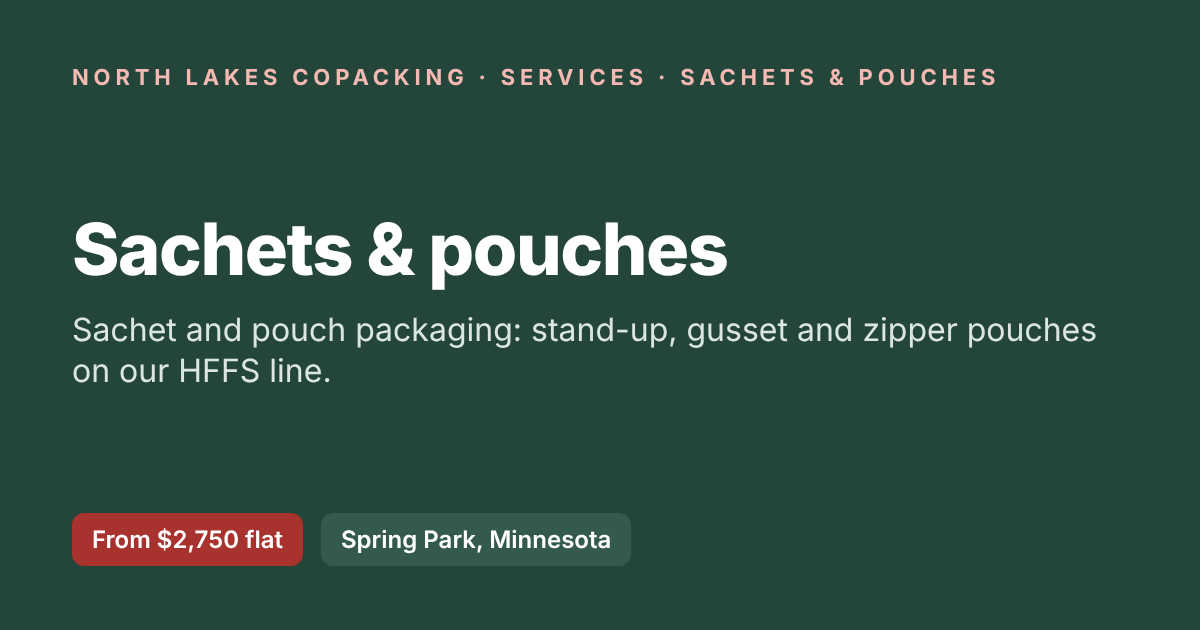 NORTH LAKES COPACKING · SERVICES · SACHETS & POUCHES
Sachets & pouches
Sachet and pouch packaging: stand-up, gusset and zipper pouches
on our HFFS line.
From $2,750 flat
Spring Park, Minnesota